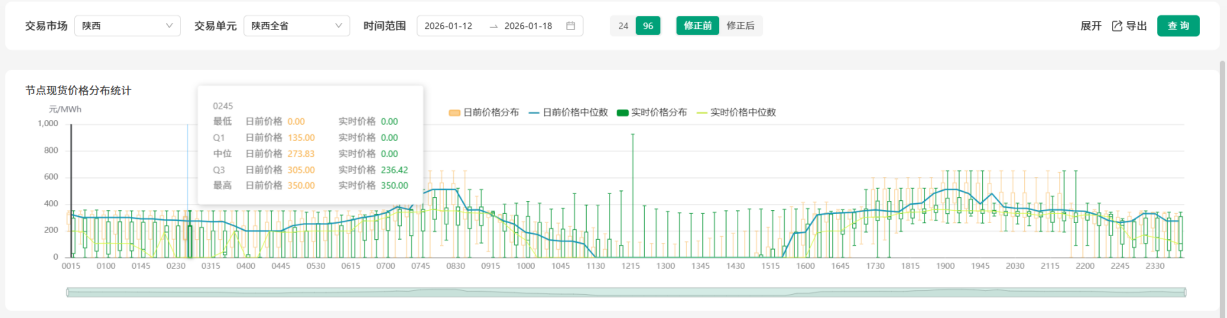 交易市场 陕西 交易单元 陕西全省 时间范围 2026-01-12 → 2026-01-18 24 96 修正前 修正后 展开 导出 查询
节点现货价格分布统计
元/MWh
日前价格分布 日前价格中位数 实时价格分布 实时价格中位数
0245
最低 日前价格 0.00 实时价格 0.00
Q1 日前价格 135.00 实时价格 0.00
中位 日前价格 273.83 实时价格 0.00
Q3 日前价格 305.00 实时价格 236.42
最高 日前价格 350.00 实时价格 350.00
1,000
800
600
400
200
0
0015 0100 0145 0230 0315 0400 0445 0530 0615 0700 0745 0830 0915 1000 1045 1130 1215 1300 1345 1430 1515 1600 1645 1730 1815 1900 1945 2030 2115 2200 2245 2330